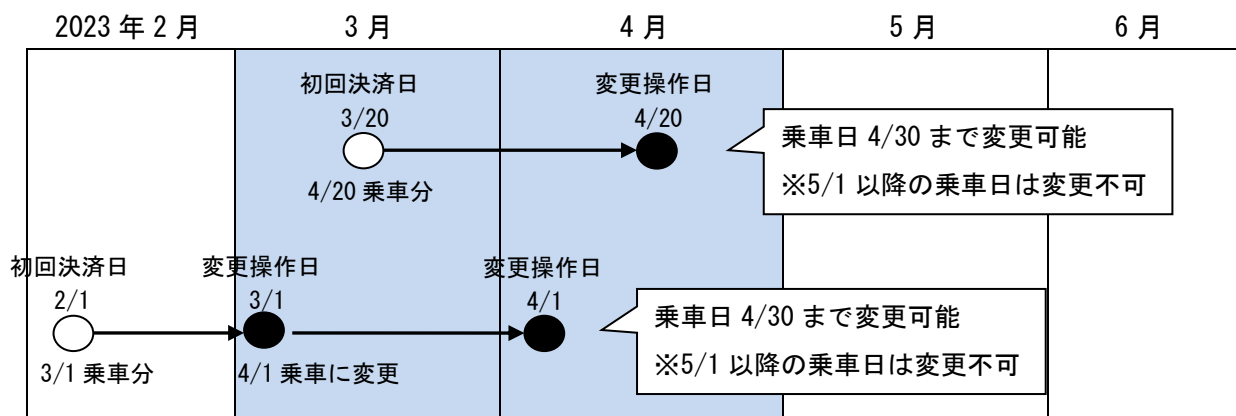 2023 年 2 月
3 月
4 月
5 月
6 月
初回決済日
3/20
4/20 乗車分
変更操作日
4/20
乗車日 4/30 まで変更可能
※5/1 以降の乗車日は変更不可
初回決済日
2/1
3/1 乗車分
変更操作日
3/1
4/1 乗車に変更
変更操作日
4/1
乗車日 4/30 まで変更可能
※5/1 以降の乗車日は変更不可